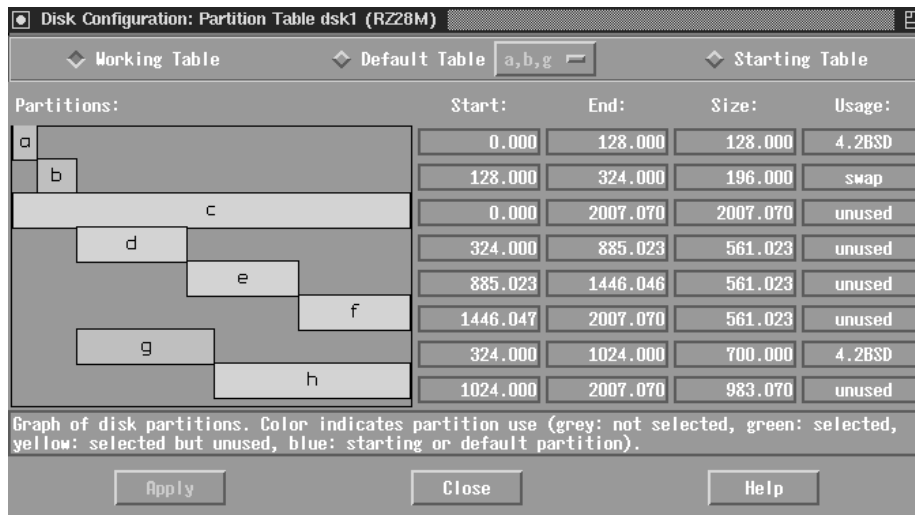 Disk Configuration: Partition Table dsk1 (RZ28M)
Working Table Default Table a,b,g Starting Table
Partitions: Start: End: Size: Usage:
a 0.000 128.000 128.000 4.2BSD
b 128.000 324.000 196.000 swap
c 0.000 2007.070 2007.070 unused
d 324.000 885.023 561.023 unused
e 885.023 1446.046 561.023 unused
f 1446.047 2007.070 561.023 unused
g 324.000 1024.000 700.000 4.2BSD
h 1024.000 2007.070 983.070 unused
Graph of disk partitions. Color indicates partition use (grey: not selected, green: selected,
yellow: selected but unused, blue: starting or default partition).
Apply Close Help